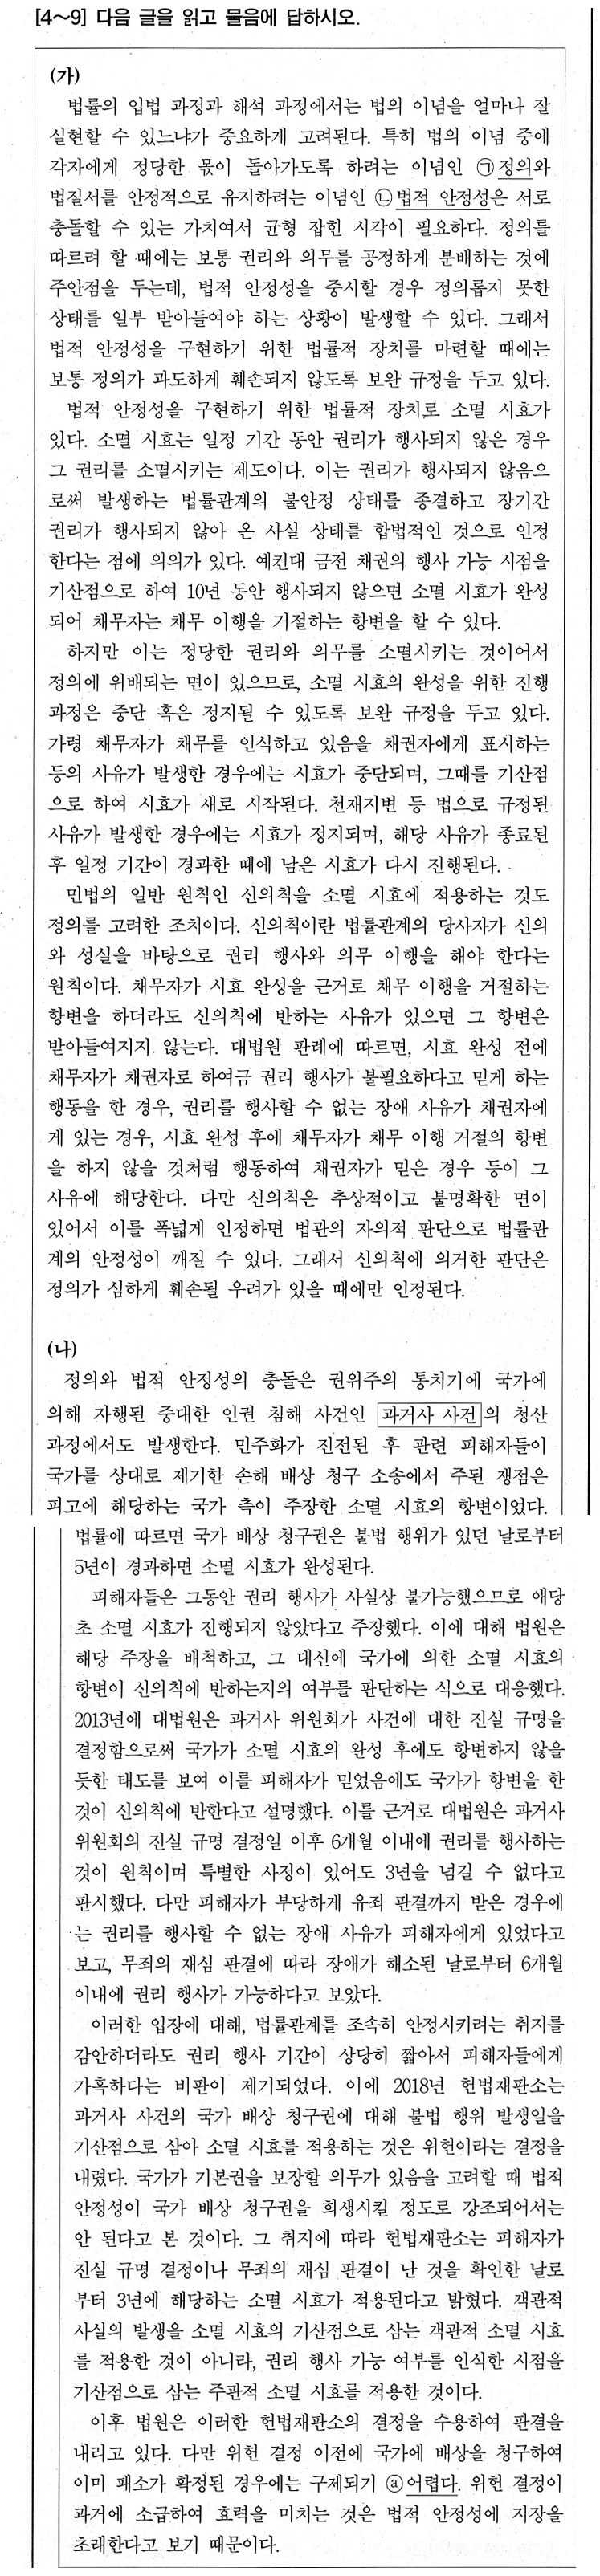 [4~9] 다음 글을 읽고 물음에 답하시오.
(가)
법률의 입법 과정과 해석 과정에서는 법의 이념을 얼마나 잘
실현할 수 있느냐가 중요하게 고려된다. 특히 법의 이념 중에
각자에게 정당한 몫이 돌아가도록 하려는 이념인 ㉠정의와
법질서를 안정적으로 유지하려는 이념인 ㉡법적 안정성은 서로
충돌할 수 있는 가치여서 균형 잡힌 시각이 필요하다. 정의를
따르려 할 때에는 보통 권리와 의무를 공정하게 분배하는 것에
주안점을 두는데, 법적 안정성을 중시할 경우 정의롭지 못한
상태를 일부 받아들여야 하는 상황이 발생할 수 있다. 그래서
법적 안정성을 구현하기 위한 법률적 장치를 마련할 때에는
보통 정의가 과도하게 훼손되지 않도록 보완 규정을 두고 있다.
법적 안정성을 구현하기 위한 법률적 장치로 소멸 시효가
있다. 소멸 시효는 일정 기간 동안 권리가 행사되지 않은 경우
그 권리를 소멸시키는 제도이다. 이는 권리가 행사되지 않음으
로써 발생하는 법률관계의 불안정 상태를 종결하고 장기간
권리가 행사되지 않아 온 사실 상태를 합법적인 것으로 인정
한다는 점에 의의가 있다. 예컨대 금전 채권의 행사 가능 시점을
기산점으로 하여 10년 동안 행사되지 않으면 소멸 시효가 완성
되어 채무자는 채무 이행을 거절하는 항변을 할 수 있다.
하지만 이는 정당한 권리와 의무를 소멸시키는 것이어서
정의에 위배되는 면이 있으므로, 소멸 시효의 완성을 위한 진행
과정은 중단 혹은 정지될 수 있도록 보완 규정을 두고 있다.
가령 채무자가 채무를 인식하고 있음을 채권자에게 표시하는
등의 사유가 발생한 경우에는 시효가 중단되며, 그때를 기산점
으로 하여 시효가 새로 시작된다. 천재지변 등 법으로 규정된
사유가 발생한 경우에는 시효가 정지되며, 해당 사유가 종료된
후 일정 기간이 경과한 때에 남은 시효가 다시 진행된다.
민법의 일반 원칙인 신의칙을 소멸 시효에 적용하는 것도
정의를 고려한 조치이다. 신의칙이란 법률관계의 당사자가 신의
와 성실을 바탕으로 권리 행사와 의무 이행을 해야 한다는
원칙이다. 채무자가 시효 완성을 근거로 채무 이행을 거절하는
항변을 하더라도 신의칙에 반하는 사유가 있으면 그 항변은
받아들여지지 않는다. 대법원 판례에 따르면, 시효 완성 전에
채무자가 채권자로 하여금 권리 행사가 불필요하다고 믿게 하는
행동을 한 경우, 권리를 행사할 수 없는 장애 사유가 채권자에
게 있는 경우, 시효 완성 후에 채무자가 채무 이행 거절의 항변
을 하지 않을 것처럼 행동하여 채권자가 믿은 경우 등이 그
사유에 해당한다. 다만 신의칙은 추상적이고 불명확한 면이
있어서 이를 폭넓게 인정하면 법관의 자의적 판단으로 법률관
계의 안정성이 깨질 수 있다. 그래서 신의칙에 의거한 판단은
정의가 심하게 훼손될 우려가 있을 때에만 인정된다.
(나)
정의와 법적 안정성의 충돌은 권위주의 통치기에 국가에
의해 자행된 중대한 인권 침해 사건인 과거사 사건의 청산
과정에서도 발생한다. 민주화가 진전된 후 관련 피해자들이
국가를 상대로 제기한 손해 배상 청구 소송에서 주된 쟁점은
피고에 해당하는 국가 측이 주장한 소멸 시효의 항변이었다.
법률에 따르면 국가 배상 청구권은 불법 행위가 있던 날로부터
5년이 경과하면 소멸 시효가 완성된다.
피해자들은 그동안 권리 행사가 사실상 불가능했으므로 애당
초 소멸 시효가 진행되지 않았다고 주장했다. 이에 대해 법원은
해당 주장을 배척하고, 그 대신에 국가에 의한 소멸 시효의
항변이 신의칙에 반하는지의 여부를 판단하는 식으로 대응했다.
2013년에 대법원은 과거사 위원회가 사건에 대한 진실 규명을
결정함으로써 국가가 소멸 시효의 완성 후에도 항변하지 않을
듯한 태도를 보여 이를 피해자가 믿었음에도 국가가 항변을 한
것이 신의칙에 반한다고 설명했다. 이를 근거로 대법원은 과거사
위원회의 진실 규명 결정일 이후 6개월 이내에 권리를 행사하는
것이 원칙이며 특별한 사정이 있어도 3년을 넘길 수 없다고
판시했다. 다만 피해자가 부당하게 유죄 판결까지 받은 경우에
는 권리를 행사할 수 없는 장애 사유가 피해자에게 있었다고
보고, 무죄의 재심 판결에 따라 장애가 해소된 날로부터 6개월
이내에 권리 행사가 가능하다고 보았다.
이러한 입장에 대해, 법률관계를 조속히 안정시키려는 취지를
감안하더라도 권리 행사 기간이 상당히 짧아서 피해자들에게
가혹하다는 비판이 제기되었다. 이에 2018년 헌법재판소는
과거사 사건의 국가 배상 청구권에 대해 불법 행위 발생일을
기산점으로 삼아 소멸 시효를 적용하는 것은 위헌이라는 결정을
내렸다. 국가가 기본권을 보장할 의무가 있음을 고려할 때 법적
안정성이 국가 배상 청구권을 희생시킬 정도로 강조되어서는
안 된다고 본 것이다. 그 취지에 따라 헌법재판소는 피해자가
진실 규명 결정이나 무죄의 재심 판결이 난 것을 확인한 날로
부터 3년에 해당하는 소멸 시효가 적용된다고 밝혔다. 객관적
사실의 발생을 소멸 시효의 기산점으로 삼는 객관적 소멸 시효
를 적용한 것이 아니라, 권리 행사 가능 여부를 인식한 시점을
기산점으로 삼는 주관적 소멸 시효를 적용한 것이다.
이후 법원은 이러한 헌법재판소의 결정을 수용하여 판결을
내리고 있다. 다만 위헌 결정 이전에 국가에 배상을 청구하여
이미 패소가 확정된 경우에는 구제되기 ⓐ어렵다. 위헌 결정이
과거에 소급하여 효력을 미치는 것은 법적 안정성에 지장을
초래한다고 보기 때문이다.